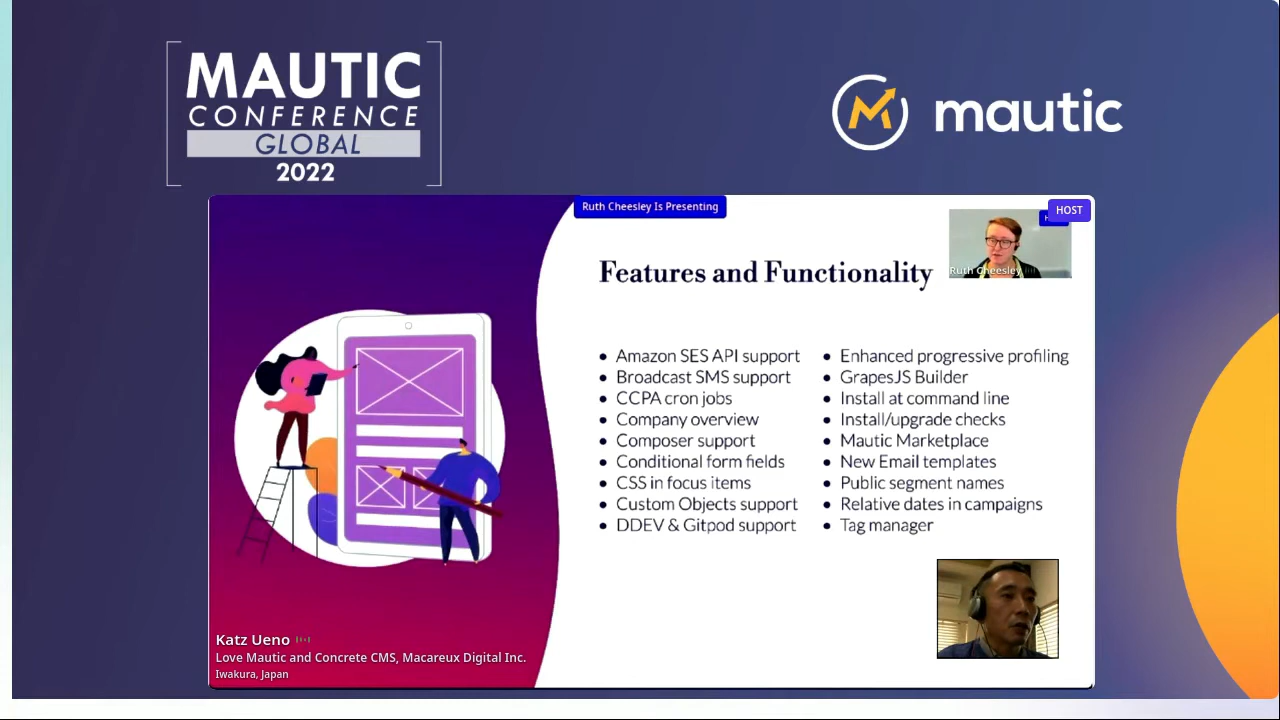 MAUTIC
CONFERENCE
GLOBAL
2022
mautic
Ruth Cheesley Is Presenting
HOST
Ruth Cheesley
Features and Functionality
• Amazon SES API support
• Broadcast SMS support
• CCPA cron jobs
• Company overview
• Composer support
• Conditional form fields
• CSS in focus items
• Custom Objects support
• DDEV & Gitpod support
• Enhanced progressive profiling
• GrapesJS Builder
• Install at command line
• Install/upgrade checks
• Mautic Marketplace
• New Email templates
• Public segment names
• Relative dates in campaigns
• Tag manager
Katz Ueno
Love Mautic and Concrete CMS, Macareux Digital Inc.
Iwakura, Japan